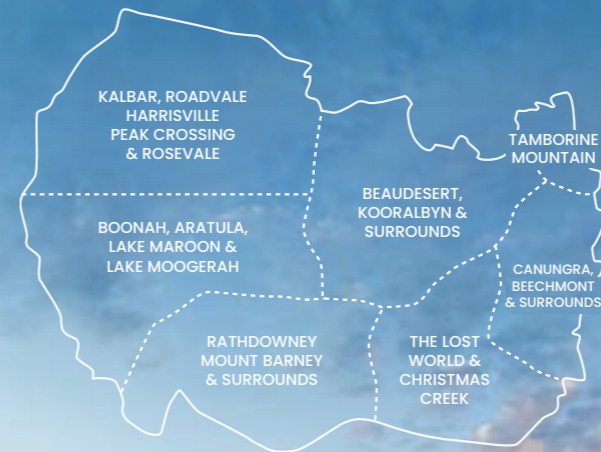 KALBAR, ROADVALE
HARRISVILLE
PEAK CROSSING
& ROSEVALE
TAMBORINE
MOUNTAIN
BEAUDESERT,
KOORALBYN &
SURROUNDS
BOONAH, ARATULA,
LAKE MAROON &
LAKE MOOGERAH
CANUNGRA,
BEECHMONT
& SURROUNDS
RATHDOWNEY
MOUNT BARNEY
& SURROUNDS
THE LOST
WORLD &
CHRISTMAS
CREEK